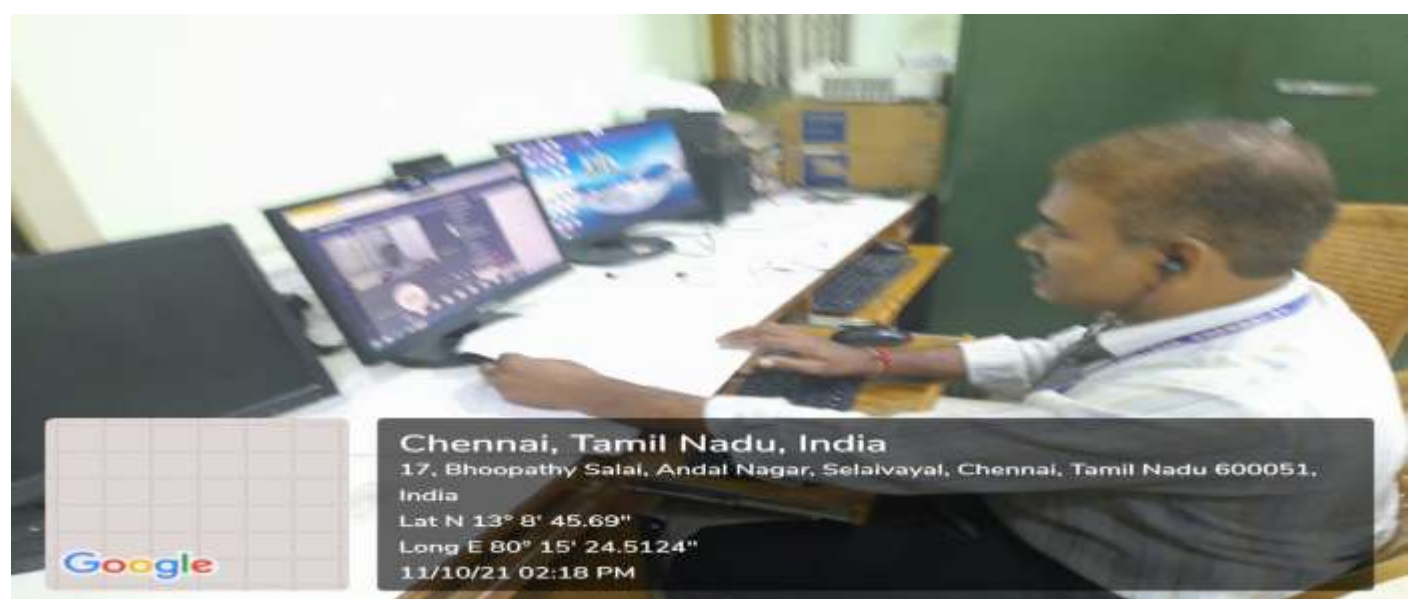 Chennai, Tamil Nadu, India
17, Bhoopathy Salai, Andal Nagar, Selaivayal, Chennai, Tamil Nadu 600051,
India
Lat N 13° 8' 45.69"
Long E 80° 15' 24.5124"
11/10/21 02:18 PM
Google